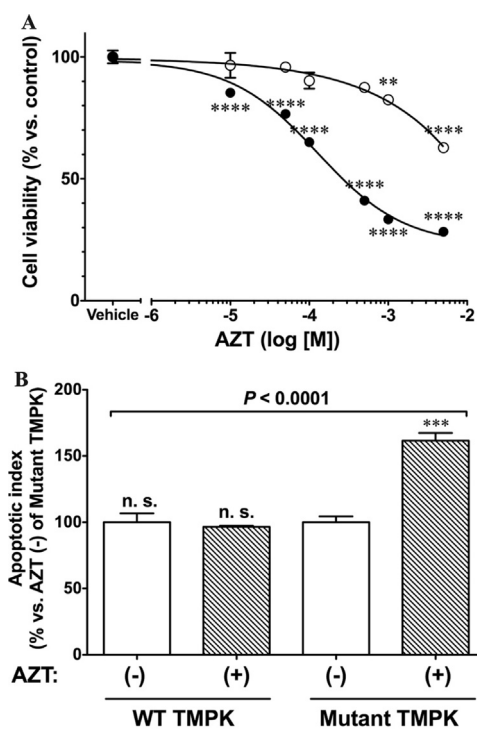 A
Cell viability (% vs. control)
100
50
0
**
****
****
****
****
****
****
****
Vehicle
-6
-5
-4
-3
-2
AZT (log [M])
B
Apoptotic index
(% vs. AZT (-) of Mutant TMPK)
200
150
100
50
0
P < 0.0001
n. s.
n. s.
***
AZT: (-) (+) (-) (+)
WT TMPK Mutant TMPK